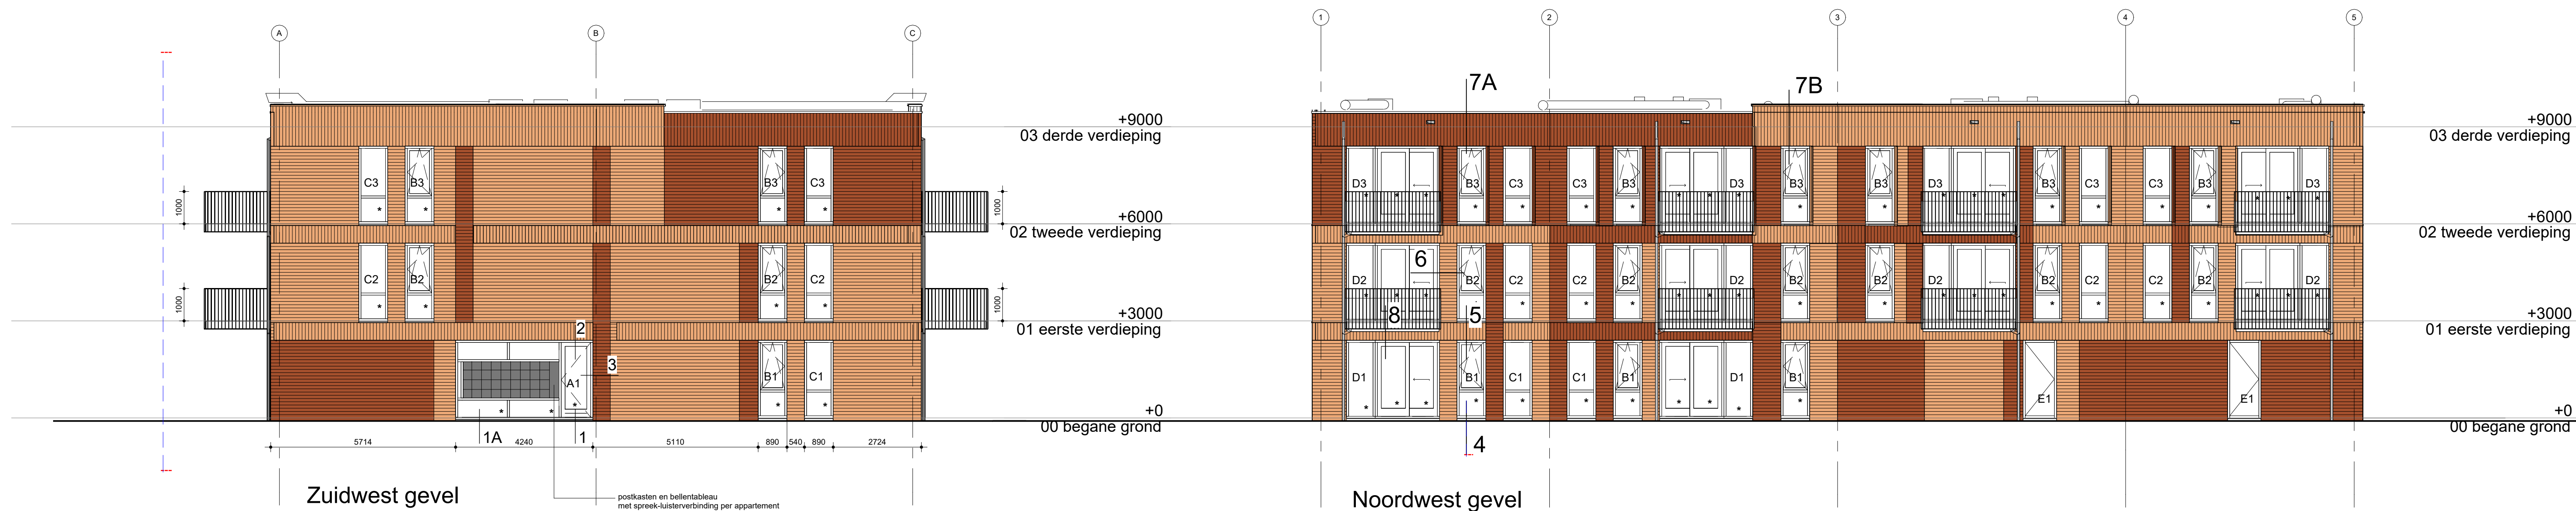 A B C
1 2 3 4 5
7A
7B
+9000
03 derde verdieping
+9000
03 derde verdieping
C3 B3 B3 C3
D3 B3 C3 C3 B3 D3 B3 B3 D3 B3 C3 C3 B3 D3
1000 1000
+6000
02 tweede verdieping
+6000
02 tweede verdieping
6
C2 B2 B2 C2
D2 B2 C2 C2 B2 D2 B2 B2 D2 B2 C2 C2 B2 D2
1000 1000
8 5
+3000
01 eerste verdieping
+3000
01 eerste verdieping
2
3
A1 B1 C1
D1 B1 C1 C1 B1 D1 B1 E1 E1
+0
00 begane grond
+0
00 begane grond
1A 1
4
5714 4240 5110 890 540 890 2724
Zuidwest gevel
postkasten en bellentableau
met spreek-luisterverbinding per appartement
Noordwest gevel